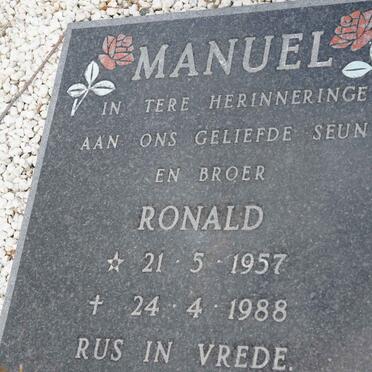 MANUEL
IN TERE HERINNERINGE
AAN ONS GELIEFDE SEUN
EN BROER
RONALD
☆ 21·5·1957
† 24·4·1988
RUS IN VREDE.